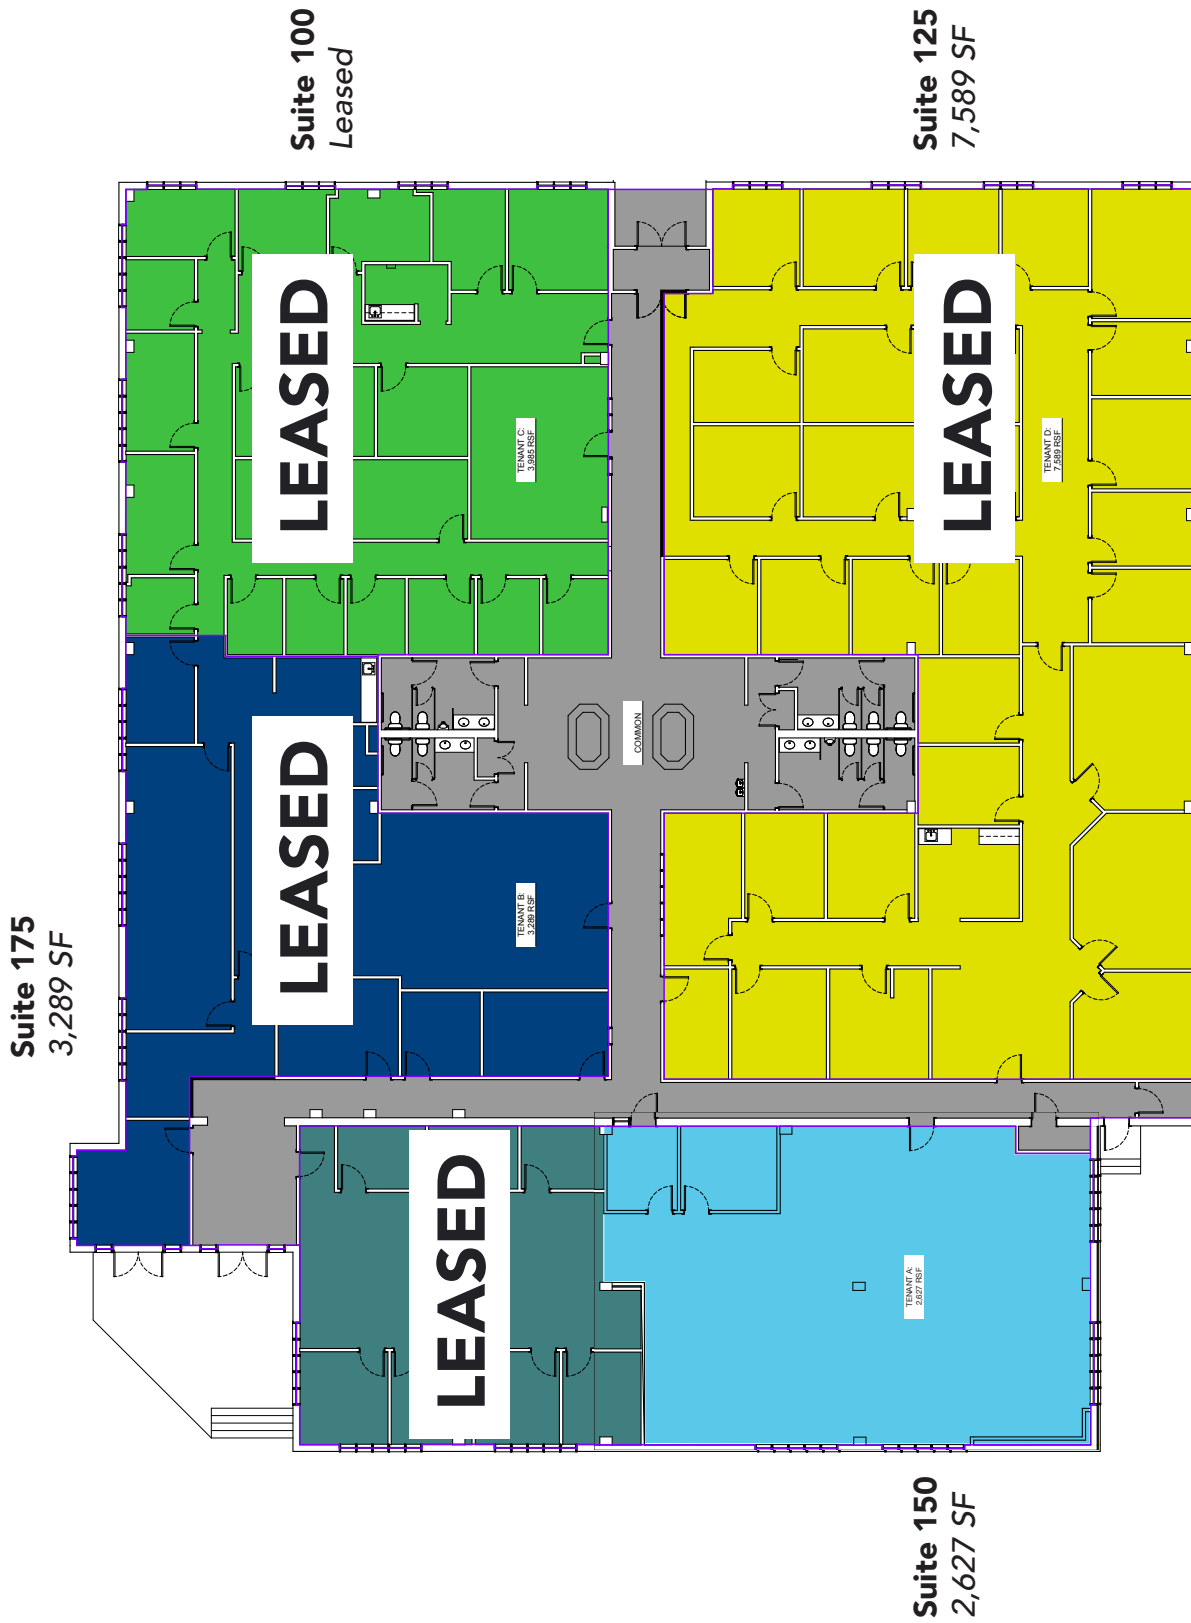 Suite 175
3,289 SF
Suite 100
Leased
Suite 125
7,589 SF
Suite 150
2,627 SF
LEASED
LEASED
LEASED
LEASED
TENANT C:
3,985 RSF
TENANT D:
7,589 RSF
TENANT B:
3,289 RSF
TENANT A:
2,627 RSF
COMMON